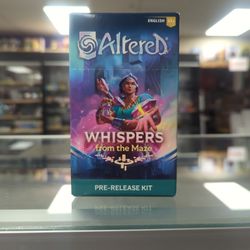 ENGLISH
ALTERED
WHISPERS
from the Maze
PRE-RELEASE KIT